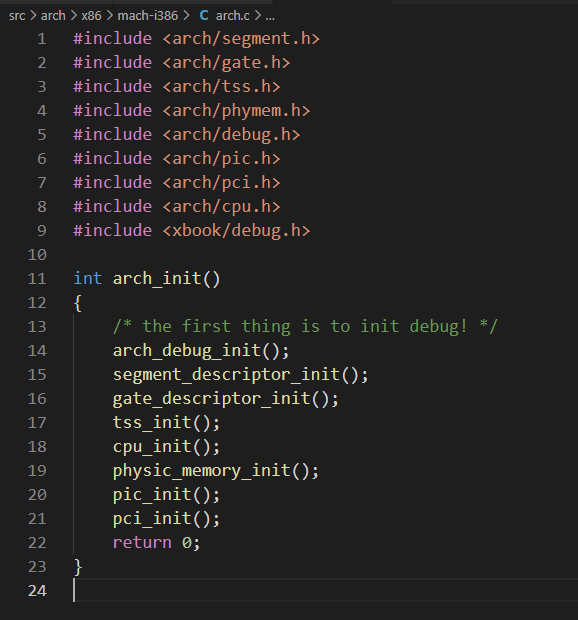 src > arch > x86 > mach-i386 > C arch.c > ...
1 #include <arch/segment.h>
2 #include <arch/gate.h>
3 #include <arch/tss.h>
4 #include <arch/phymem.h>
5 #include <arch/debug.h>
6 #include <arch/pic.h>
7 #include <arch/pci.h>
8 #include <arch/cpu.h>
9 #include <xbook/debug.h>
10
11 int arch_init()
12 {
13     /* the first thing is to init debug! */
14     arch_debug_init();
15     segment_descriptor_init();
16     gate_descriptor_init();
17     tss_init();
18     cpu_init();
19     physic_memory_init();
20     pic_init();
21     pci_init();
22     return 0;
23 }
24